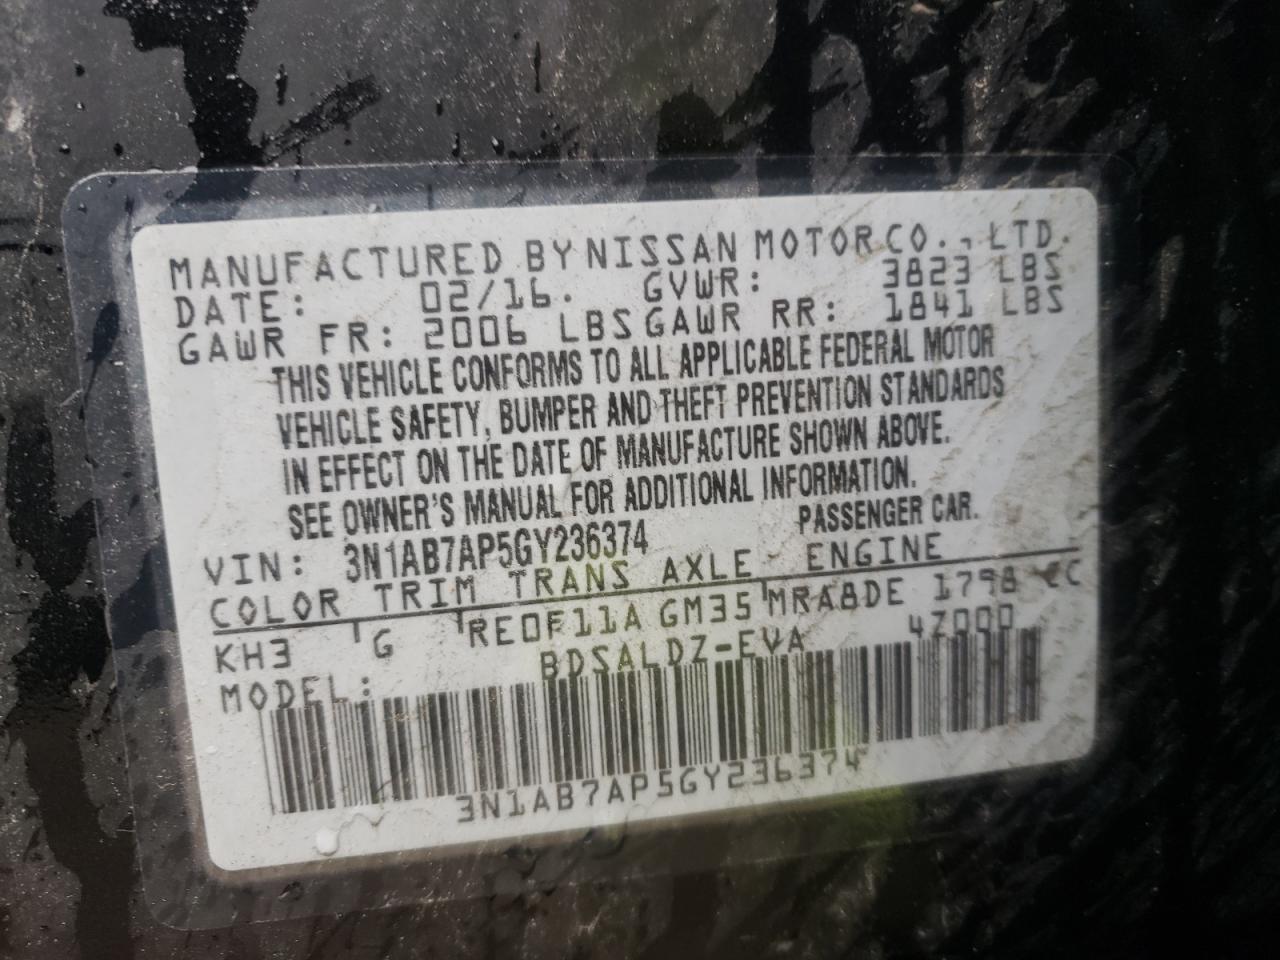 MANUFACTURED BY NISSAN MOTOR CO., LTD.
DATE: 02/16. GVWR: 3823 LBS
GAWR FR: 2006 LBS GAWR RR: 1841 LBS
THIS VEHICLE CONFORMS TO ALL APPLICABLE FEDERAL MOTOR
VEHICLE SAFETY, BUMPER AND THEFT PREVENTION STANDARDS
IN EFFECT ON THE DATE OF MANUFACTURE SHOWN ABOVE.
SEE OWNER'S MANUAL FOR ADDITIONAL INFORMATION.
VIN: 3N1AB7AP5GY236374 PASSENGER CAR.
COLOR TRIM TRANS AXLE ENGINE
KH3 G RE0F11A GM35 MRA8DE 1798 CC
MODEL: BDSALDZ-EVA 4Z000
3N1AB7AP5GY236374